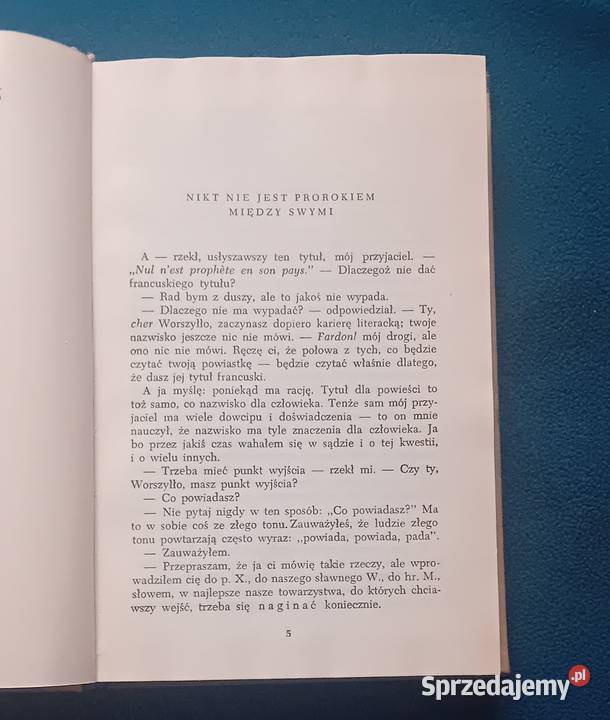 NIKT NIE JEST PROROKIEM
MIĘDZY SWYMI
A — rzekł, usłyszawszy ten tytuł, mój przyjaciel. —
„Nul n'est prophète en son pays." — Dlaczegoż nie dać
francuskiego tytułu?
— Rad bym z duszy, ale to jakoś nie wypada.
— Dlaczego nie ma wypadać? — odpowiedział. — Ty,
cher Worszyłło, zaczynasz dopiero karierę literacką; twoje
nazwisko jeszcze nic nie mówi. — Fardon! mój drogi, ale
ono nic nie mówi. Ręczę ci, że połowa z tych, co będzie
czytać twoją powiastkę — będzie czytać właśnie dlatego,
że dasz jej tytuł francuski.
A ja myślę: poniekąd ma rację. Tytuł dla powieści to
toż samo, co nazwisko dla człowieka. Tenże sam mój przy-
jaciel ma wiele dowcipu i doświadczenia — to on mnie
nauczył, że nazwisko ma tyle znaczenia dla człowieka. Ja
bo przez jakiś czas wahałem się w sądzie i o tej kwestii,
i o wielu innych.
— Trzeba mieć punkt wyjścia — rzekł mi. — Czy ty,
Worszyłło, masz punkt wyjścia?
— Co powiadasz?
— Nie pytaj nigdy w ten sposób: „Co powiadasz?" Ma
to w sobie coś ze złego tonu. Zauważyłeś, że ludzie złego
tonu powtarzają często wyraz: „powiada, powiada, pada".
— Zauważyłem.
— Przepraszam, że ja ci mówię takie rzeczy, ale wpro-
wadziłem cię do p. X., do naszego sławnego W., do hr. M.,
słowem, w najlepsze nasze towarzystwa, do których chcia-
wszy wejść, trzeba się naginać koniecznie.
5
Sprzedajemy.pl